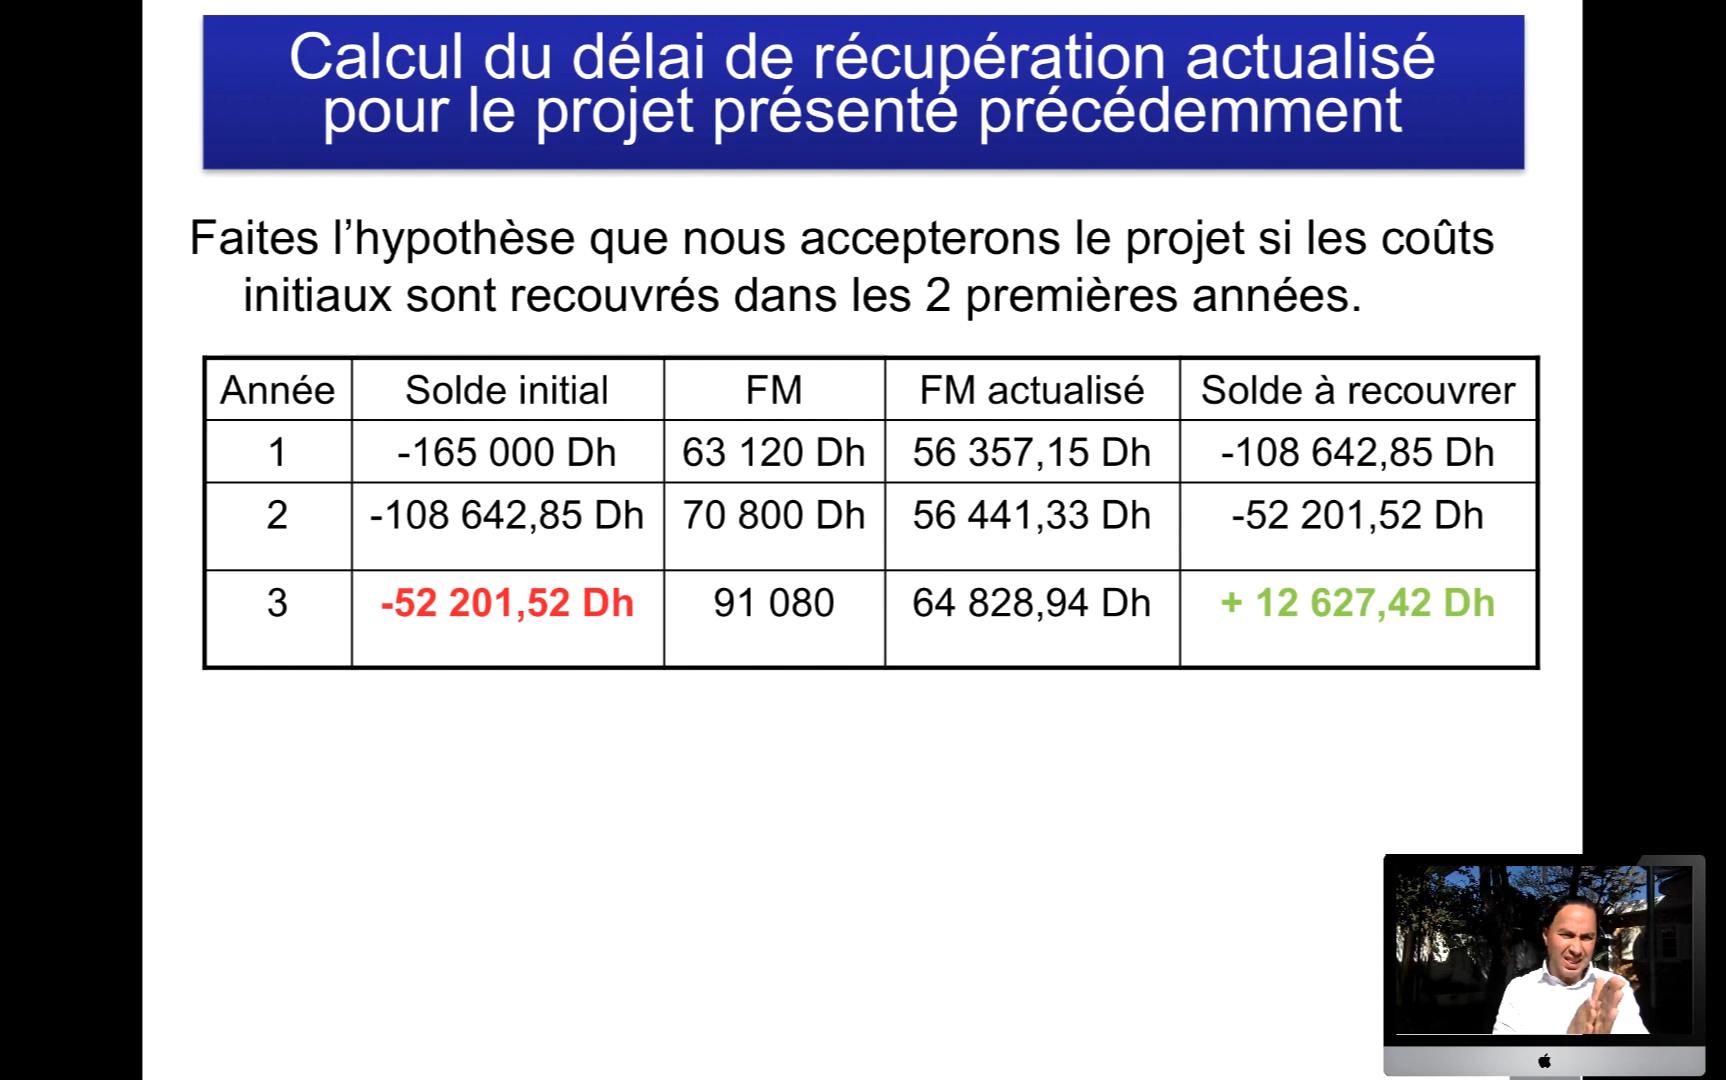 Calcul du délai de récupération actualisé
pour le projet présenté précédemment
Faites l’hypothèse que nous accepterons le projet si les coûts
initiaux sont recouvrés dans les 2 premières années.
Année Solde initial FM FM actualisé Solde à recouvrer
1 -165 000 Dh 63 120 Dh 56 357,15 Dh -108 642,85 Dh
2 -108 642,85 Dh 70 800 Dh 56 441,33 Dh -52 201,52 Dh
3 -52 201,52 Dh 91 080 64 828,94 Dh + 12 627,42 Dh